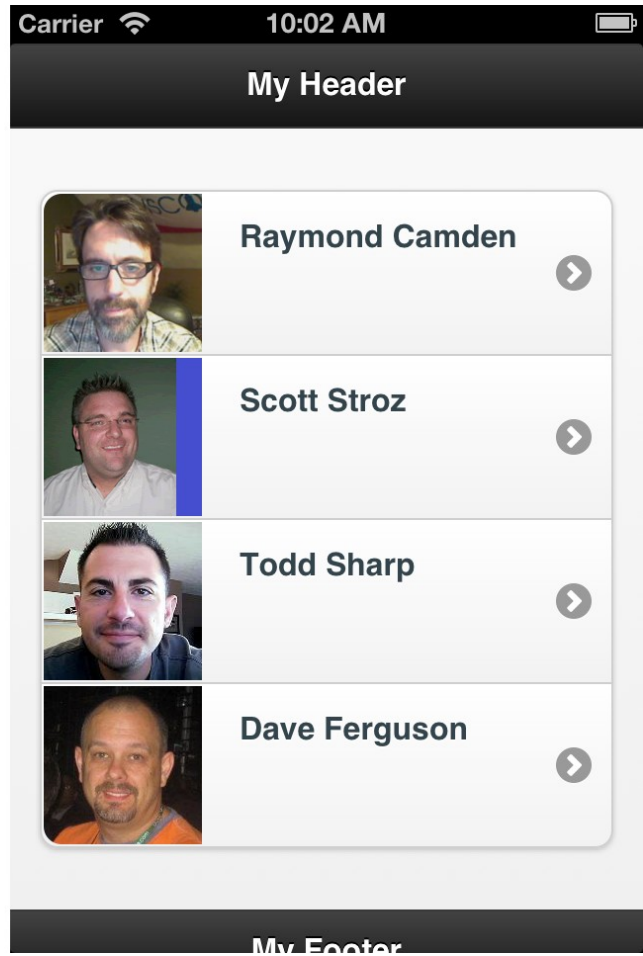 Carrier 10:02 AM
My Header
Raymond Camden
Scott Stroz
Todd Sharp
Dave Ferguson
My Footer